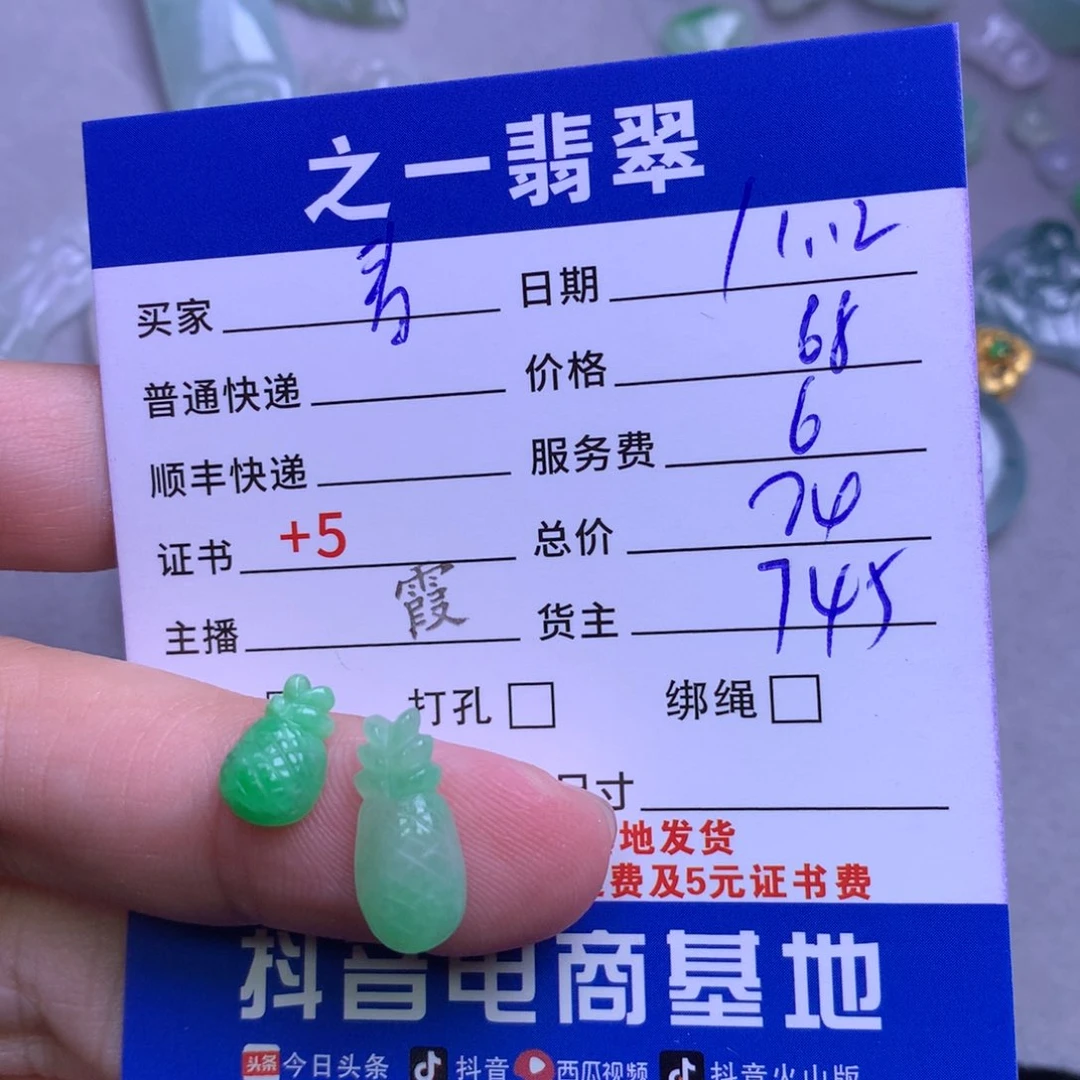 之一翡翠
买家 青 日期 11.12
普通快递 价格 68
顺丰快递 服务费 6
证书 +5 总价 74
主播 霞 货主 745
打孔 绑绳
尺寸
地发货
费及5元证书费
抖音电商基地
头条 今日头条 抖音 西瓜视频 抖音火山版